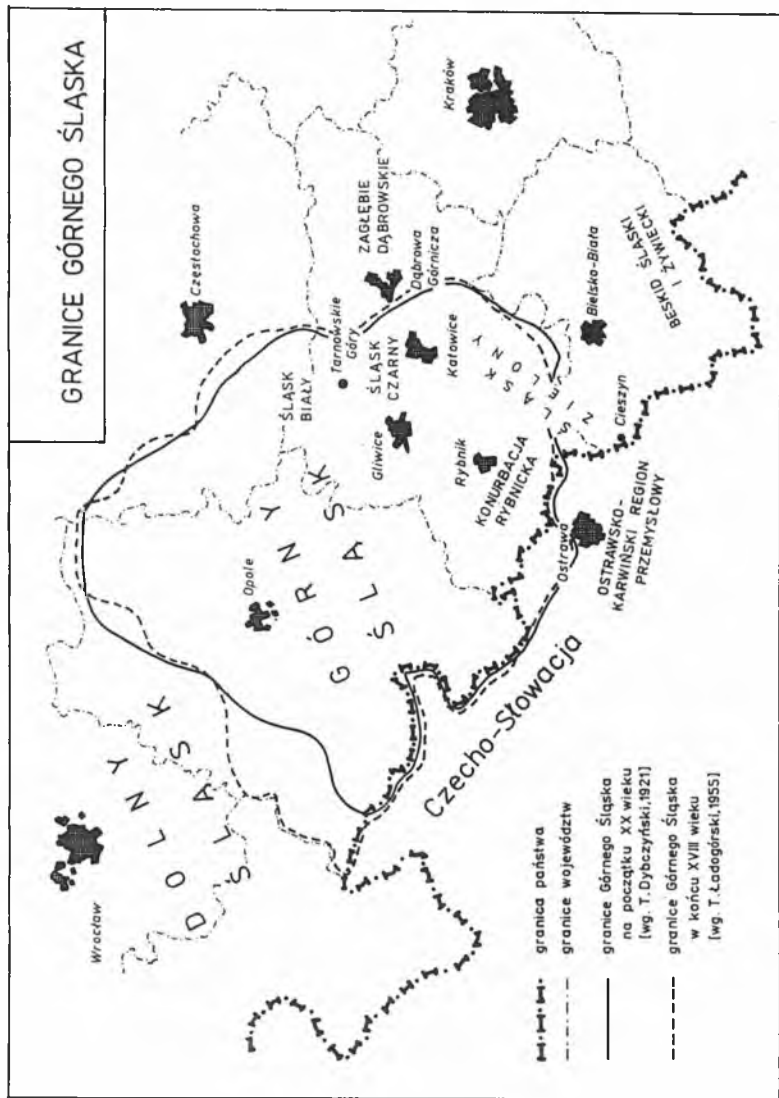 GRANICE GÓRNEGO ŚLĄSKA
Wrocław
DOLNY
ŚLĄSK
Opole
GÓRNY
ŚLĄSK
Częstochowa
ŚLĄSK
BIAŁY
Tarnowskie
Góry
ZAGŁĘBIE
DĄBROWSKIE
ŚLĄSK
CZARNY
Dąbrowa
Górnicza
Gliwice
Katowice
Kraków
Rybnik
KONURBACJA
RYBNICKA
ŚLĄSK
ZIELONY
Bielsko-Biała
BESKID ŚLĄSKI
I ŻYWIECKI
Cieszyn
Ostrawa
OSTRAWSKO-
KARWIŃSKI REGION
PRZEMYSŁOWY
Czecho-Słowacja
granica państwa
granice województw
granice Górnego Śląska
na początku XX wieku
[wg. T.Dybczyński,1921]
granice Górnego Śląska
w końcu XVIII wieku
[wg. T.Ładogórski,1955]